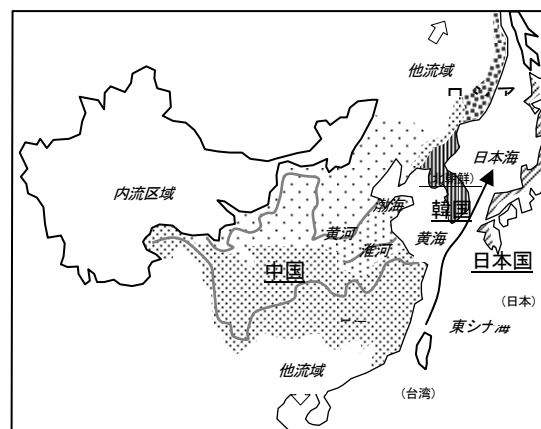 他流域
日本海
(北朝鮮)
内流区域
渤海
韓国
黄河
黄海
淮河
中国
日本国
(日本)
東シナ海
他流域
(台湾)